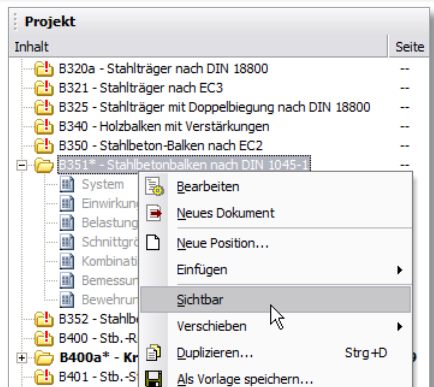 Projekt
Inhalt Seite
B320a - Stahlträger nach DIN 18800 --
B321 - Stahlträger nach EC3 --
B325 - Stahlträger mit Doppelbiegung nach DIN 18800 --
B340 - Holzbalken mit Verstärkungen --
B350 - Stahlbeton-Balken nach EC2 --
B351* - Stahlbetonbalken nach DIN 1045-1 --
System
Bearbeiten
Einwirkun
Neues Dokument
Belastung
Schnittgrö
Neue Position...
Kombinati
Einfügen
Bemessun
Bewehrun
Sichtbar
B352 - Stahlbe
Verschieben
B400 - Stb.-R
B400a* - Kr
Duplizieren... Strg+D
B401 - Stb.-S
Als Vorlage speichern...